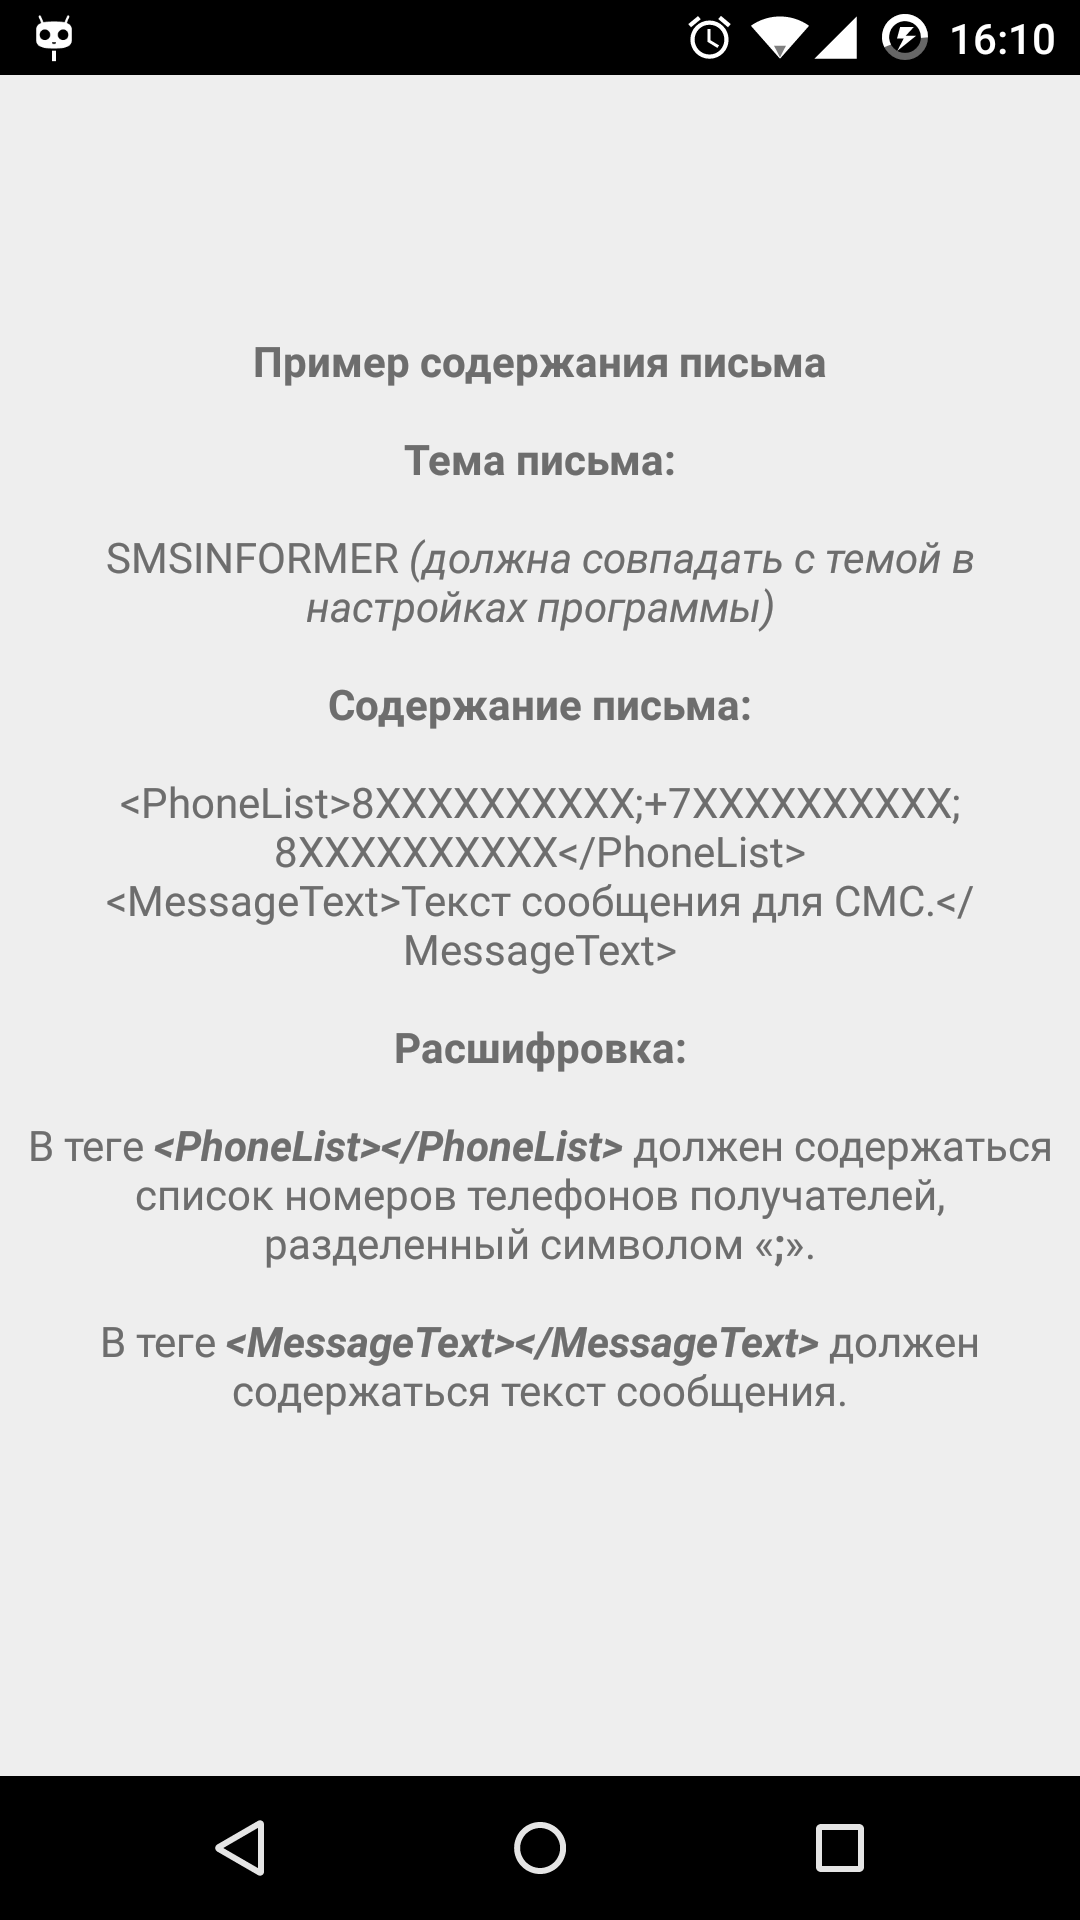 16:10
Пример содержания письма
Тема письма:
SMSINFORMER (должна совпадать с темой в
настройках программы)
Содержание письма:
<PhoneList>8XXXXXXXXXX;+7XXXXXXXXXX;
8XXXXXXXXXX</PhoneList>
<MessageText>Текст сообщения для СМС.</
MessageText>
Расшифровка:
В теге <PhoneList></PhoneList> должен содержаться
список номеров телефонов получателей,
разделенный символом «;».
В теге <MessageText></MessageText> должен
содержаться текст сообщения.